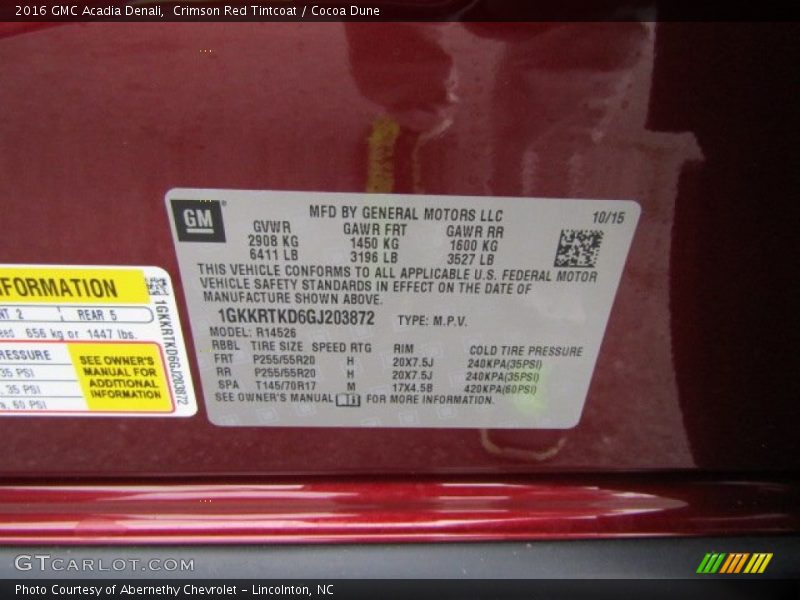 2016 GMC Acadia Denali, Crimson Red Tintcoat / Cocoa Dune
GM
MFD BY GENERAL MOTORS LLC 10/15
GVWR GAWR FRT GAWR RR
2908 KG 1450 KG 1600 KG
6411 LB 3196 LB 3527 LB
THIS VEHICLE CONFORMS TO ALL APPLICABLE U.S. FEDERAL MOTOR
VEHICLE SAFETY STANDARDS IN EFFECT ON THE DATE OF
MANUFACTURE SHOWN ABOVE.
1GKKRTKD6GJ203872 TYPE: M.P.V.
MODEL: R14526
RBBL TIRE SIZE SPEED RTG RIM COLD TIRE PRESSURE
FRT P255/55R20 H 20X7.5J 240KPA(35PSI)
RR P255/55R20 H 20X7.5J 240KPA(35PSI)
SPA T145/70R17 M 17X4.5B 420KPA(60PSI)
SEE OWNER'S MANUAL FOR MORE INFORMATION.
FORMATION
NT 2 REAR 5
656 kg or 1447 lbs.
RESSURE
35 PSI
35 PSI
60 PSI
SEE OWNER'S
MANUAL FOR
ADDITIONAL
INFORMATION
1GKKRTKD6GJ203872
GTCARLOT.COM
Photo Courtesy of Abernethy Chevrolet - Lincolnton, NC